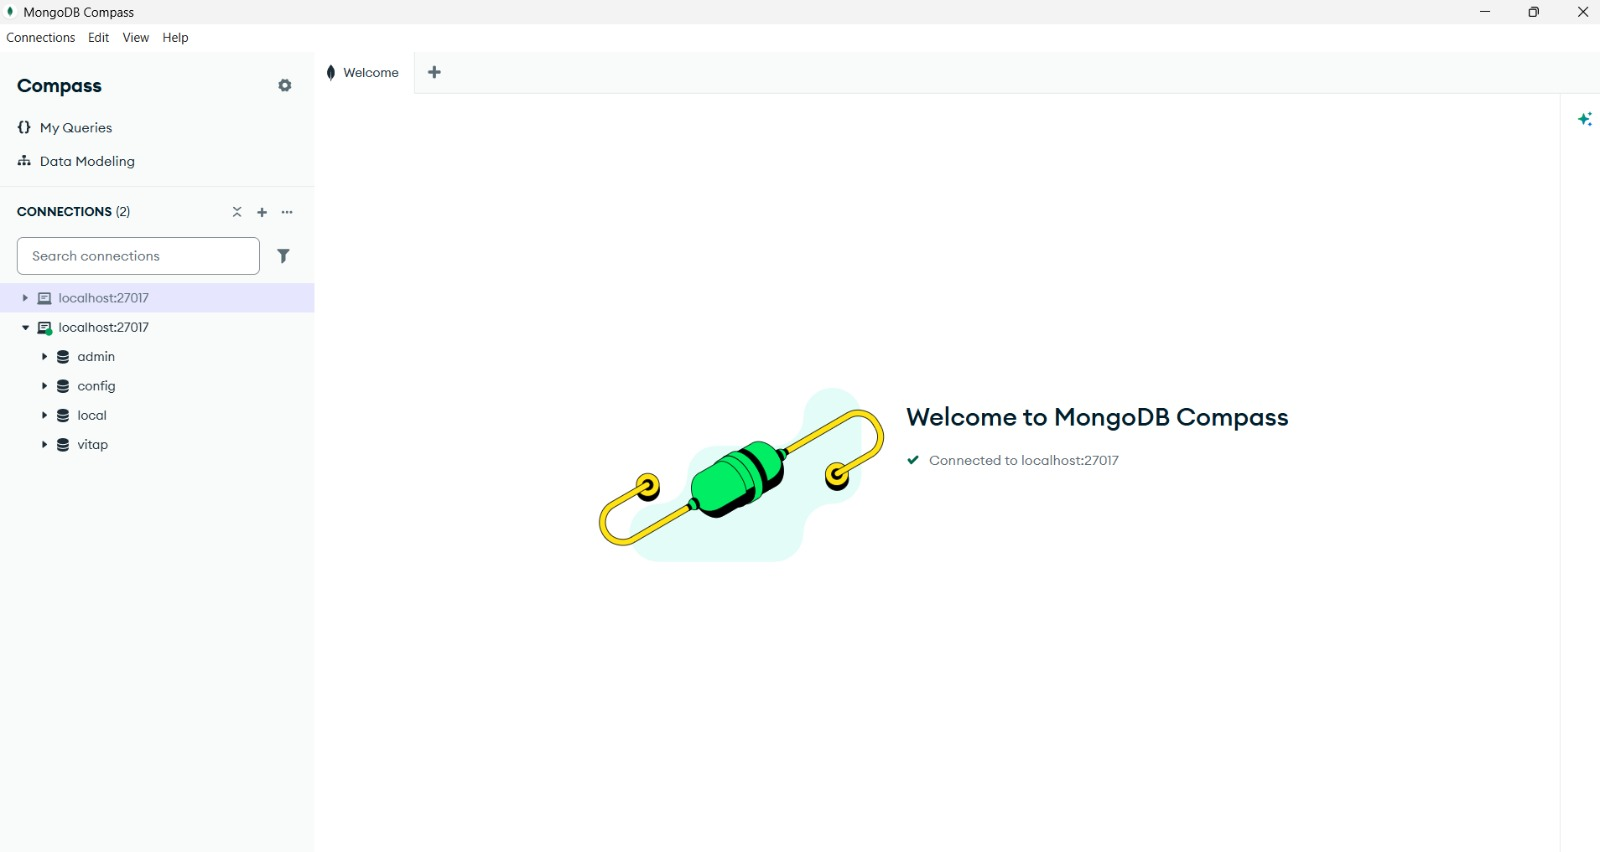 MongoDB Compass
Connections Edit View Help
Compass
Welcome
My Queries
Data Modeling
CONNECTIONS (2)
Search connections
localhost:27017
localhost:27017
admin
config
local
vitap
Welcome to MongoDB Compass
Connected to localhost:27017